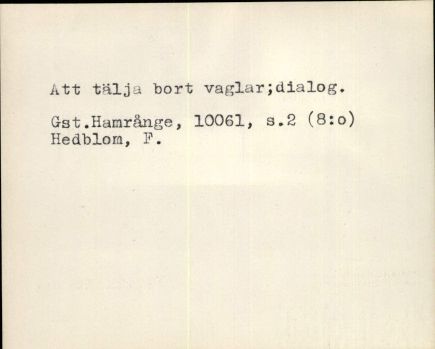 Att tälja bort vaglar;dialog.
Gst.Hamrånge, 10061, s.2 (8:o)
Hedblom, F.